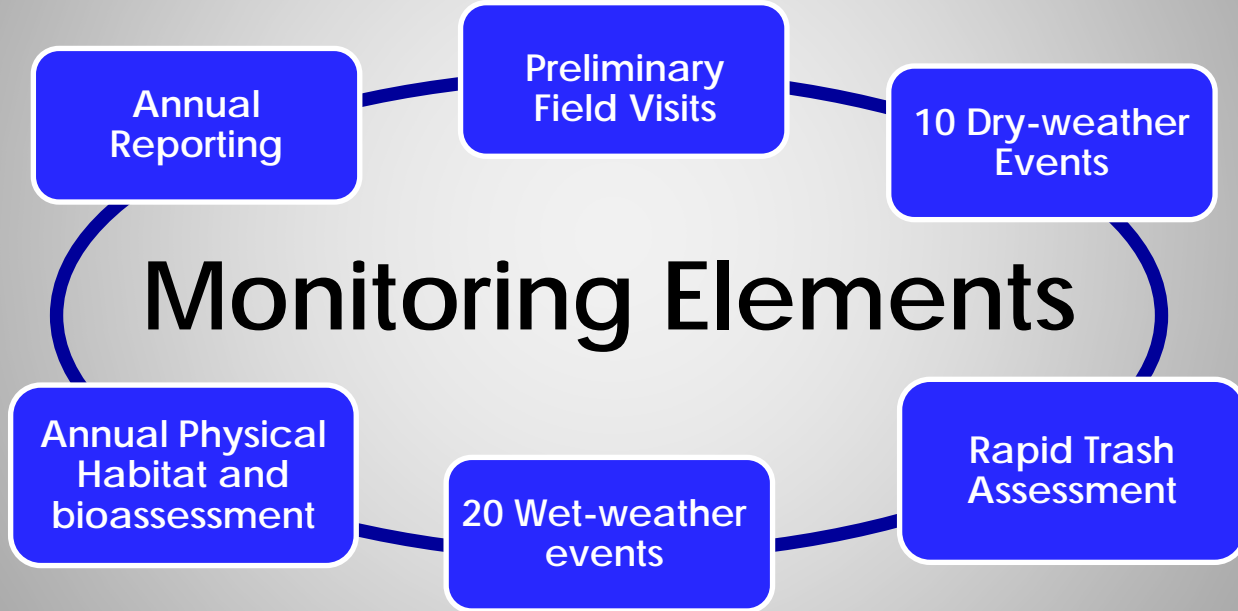 Preliminary
Field Visits
Annual
Reporting
10 Dry-weather
Events
Monitoring Elements
Annual Physical
Habitat and
bioassessment
Rapid Trash
Assessment
20 Wet-weather
events